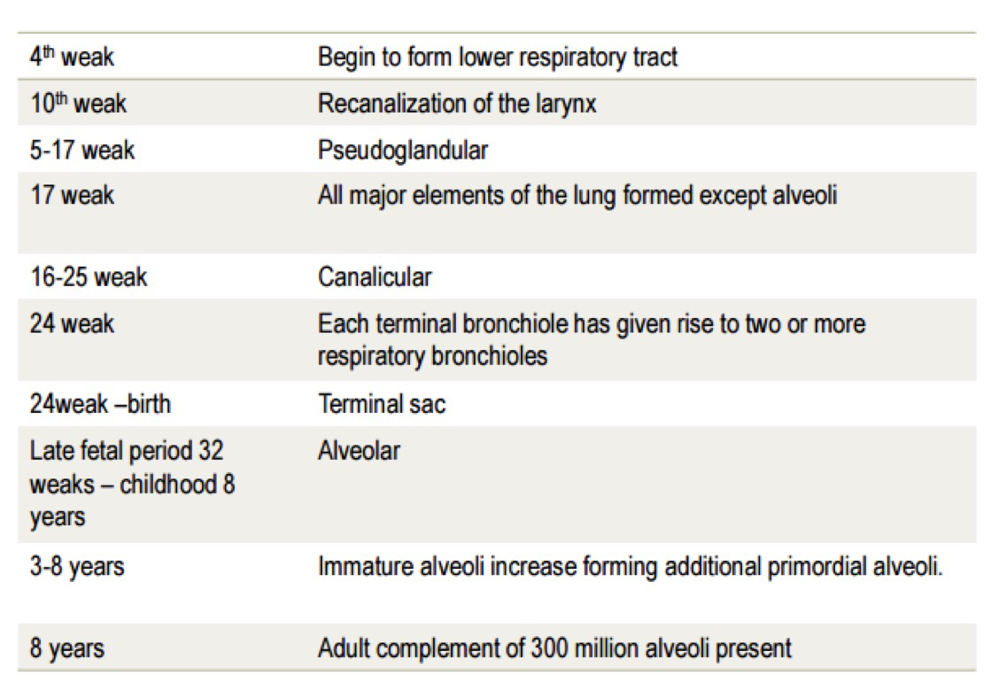 4th weak Begin to form lower respiratory tract
10th weak Recanalization of the larynx
5-17 weak Pseudoglandular
17 weak All major elements of the lung formed except alveoli
16-25 weak Canalicular
24 weak Each terminal bronchiole has given rise to two or more
respiratory bronchioles
24weak –birth Terminal sac
Late fetal period 32 Alveolar
weaks – childhood 8
years
3-8 years Immature alveoli increase forming additional primordial alveoli.
8 years Adult complement of 300 million alveoli present